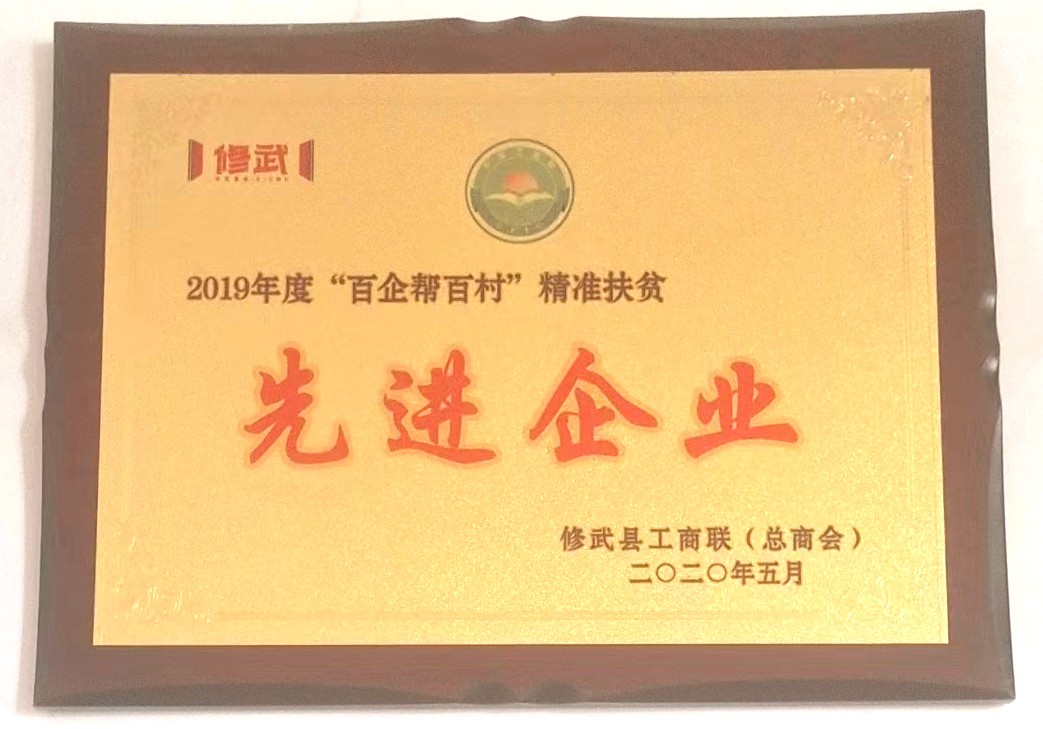 修武
2019年度“百企帮百村”精准扶贫
先进企业
修武县工商联（总商会）
二〇二〇年五月